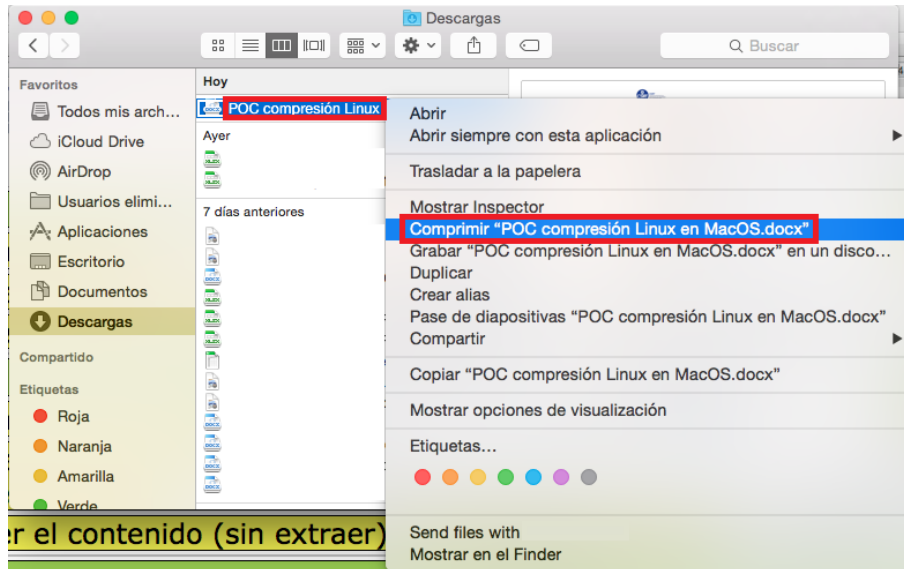 Descargas
Buscar
Favoritos
Todos mis arch...
iCloud Drive
AirDrop
Usuarios elimi...
Aplicaciones
Escritorio
Documentos
Descargas
Compartido
Etiquetas
Roja
Naranja
Amarilla
Verde
Hoy
POC compresión Linux
Ayer
7 días anteriores
Abrir
Abrir siempre con esta aplicación
Trasladar a la papelera
Mostrar Inspector
Comprimir “POC compresión Linux en MacOS.docx”
Grabar “POC compresión Linux en MacOS.docx” en un disco...
Duplicar
Crear alias
Pase de diapositivas “POC compresión Linux en MacOS.docx”
Compartir
Copiar “POC compresión Linux en MacOS.docx”
Mostrar opciones de visualización
Etiquetas...
Send files with
Mostrar en el Finder
er el contenido (sin extraer)